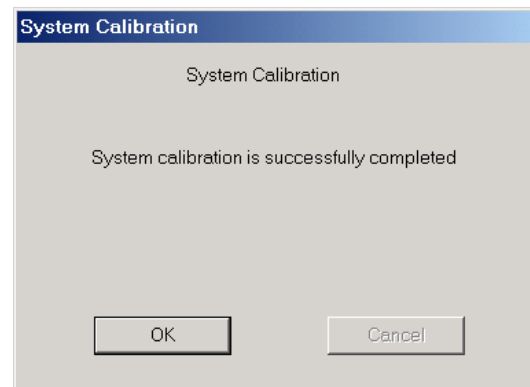 System Calibration
System Calibration
System calibration is successfully completed
OK
Cancel